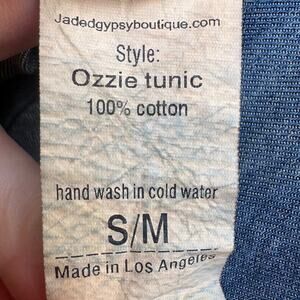 Jadedgypsyboutique.com
Style:
Ozzie tunic
100% cotton
hand wash in cold water
S/M
Made in Los Angeles